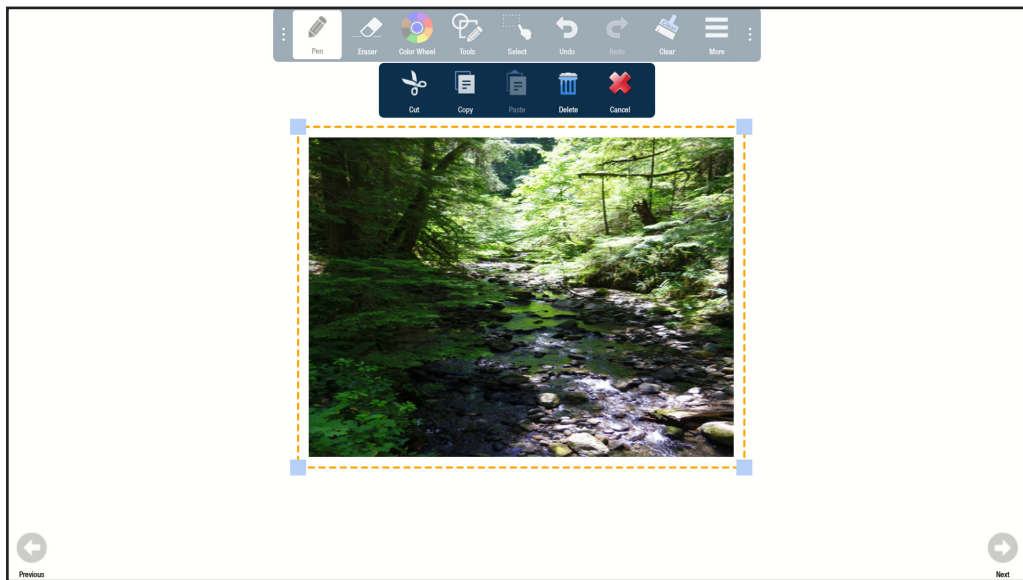 Pen Eraser Color Wheel Tools Select Undo Redo Clear More
Cut Copy Paste Delete Cancel
Previous
Next